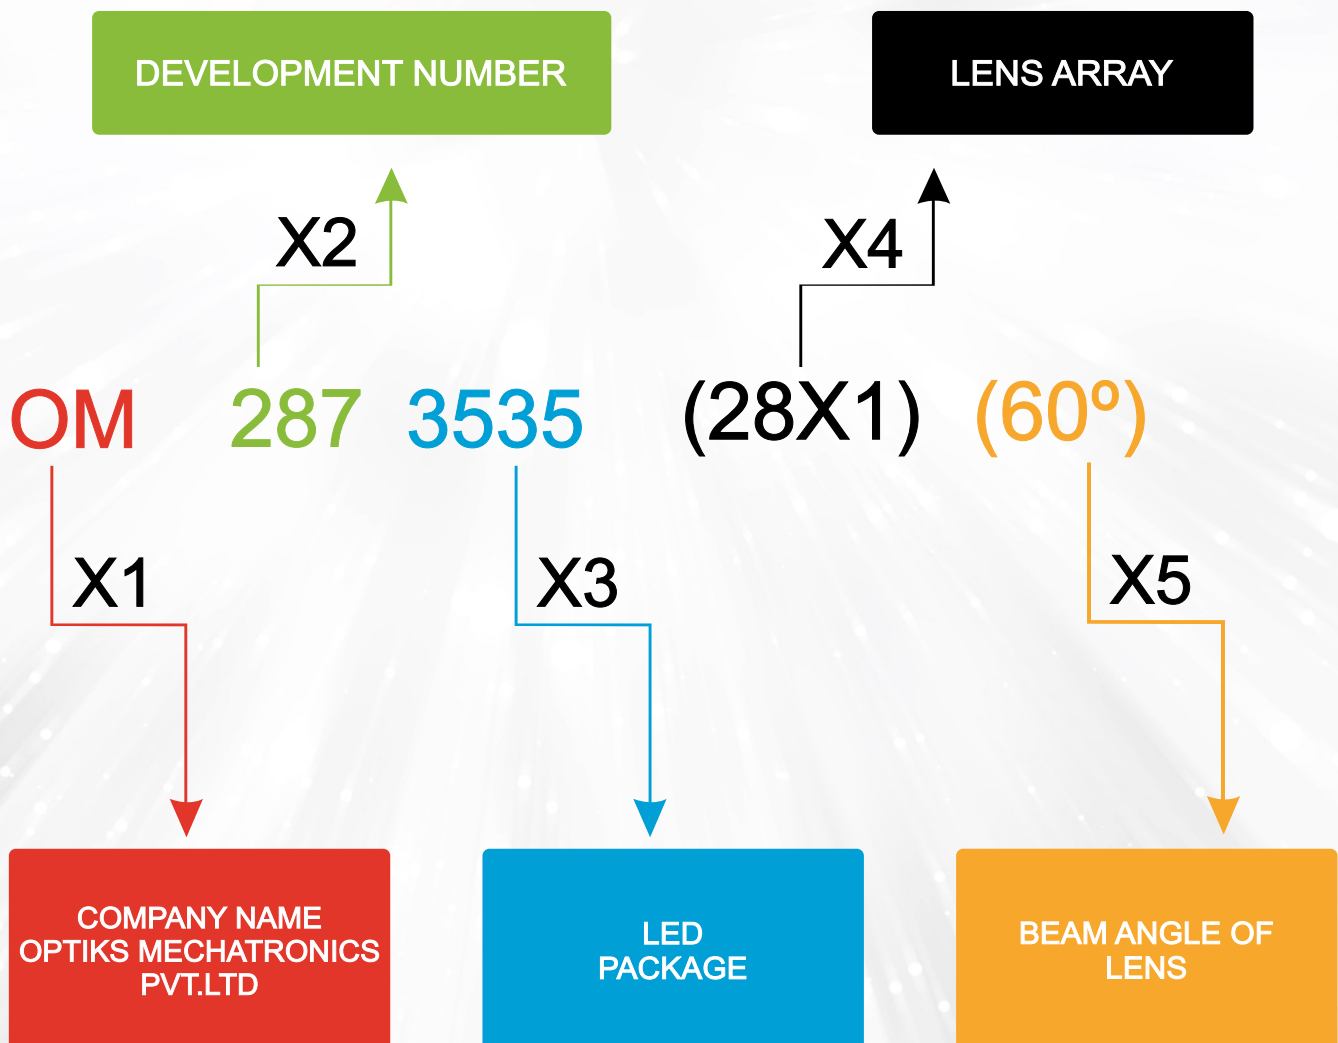 DEVELOPMENT NUMBER
LENS ARRAY
X2
X4
OM 287 3535 (28X1) (60º)
X1
X3
X5
COMPANY NAME
OPTIKS MECHATRONICS
PVT.LTD
LED
PACKAGE
BEAM ANGLE OF
LENS